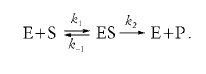 E+S ⇌[k₁][k₋₁] ES →[k₂] E+P.